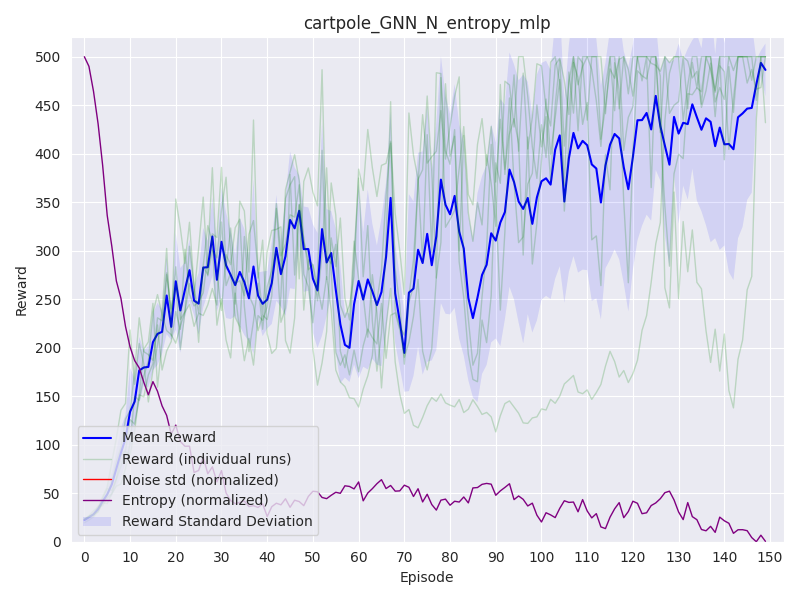 cartpole_GNN_N_entropy_mlp
Reward
500
450
400
350
300
250
200
150
100
50
0
Mean Reward
Reward (individual runs)
Noise std (normalized)
Entropy (normalized)
Reward Standard Deviation
0 10 20 30 40 50 60 70 80 90 100 110 120 130 140 150
Episode